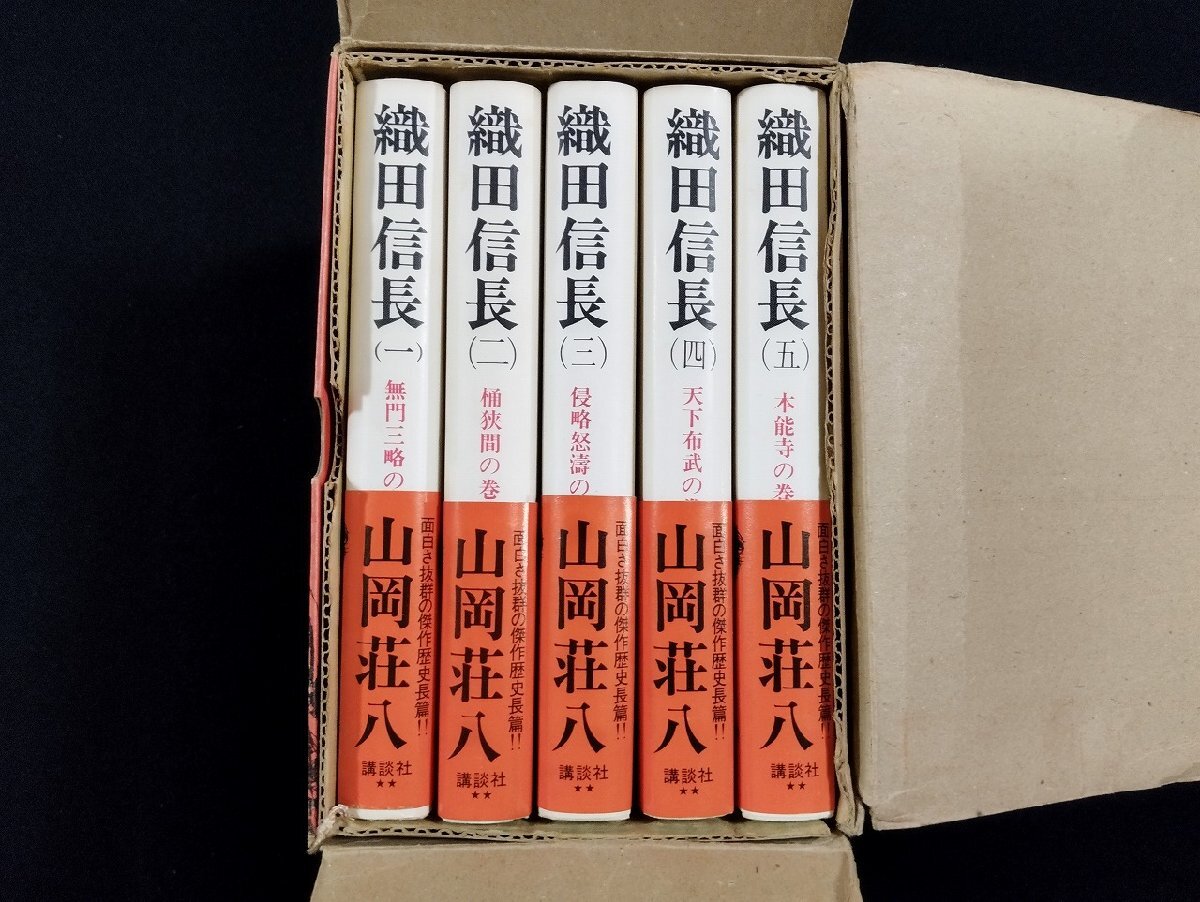 織田信長
(一)
無門三略の
面白さ抜群の傑作歴史長篇!!
山岡荘八
講談社
★★
織田信長
(二)
桶狭間の巻
面白さ抜群の傑作歴史長篇!!
山岡荘八
講談社
★★
織田信長
(三)
侵略怒濤の
面白さ抜群の傑作歴史長篇!!
山岡荘八
講談社
★★
織田信長
(四)
天下布武の
面白さ抜群の傑作歴史長篇!!
山岡荘八
講談社
★★
織田信長
(五)
本能寺の巻
面白さ抜群の傑作歴史長篇!!
山岡荘八
講談社
★★